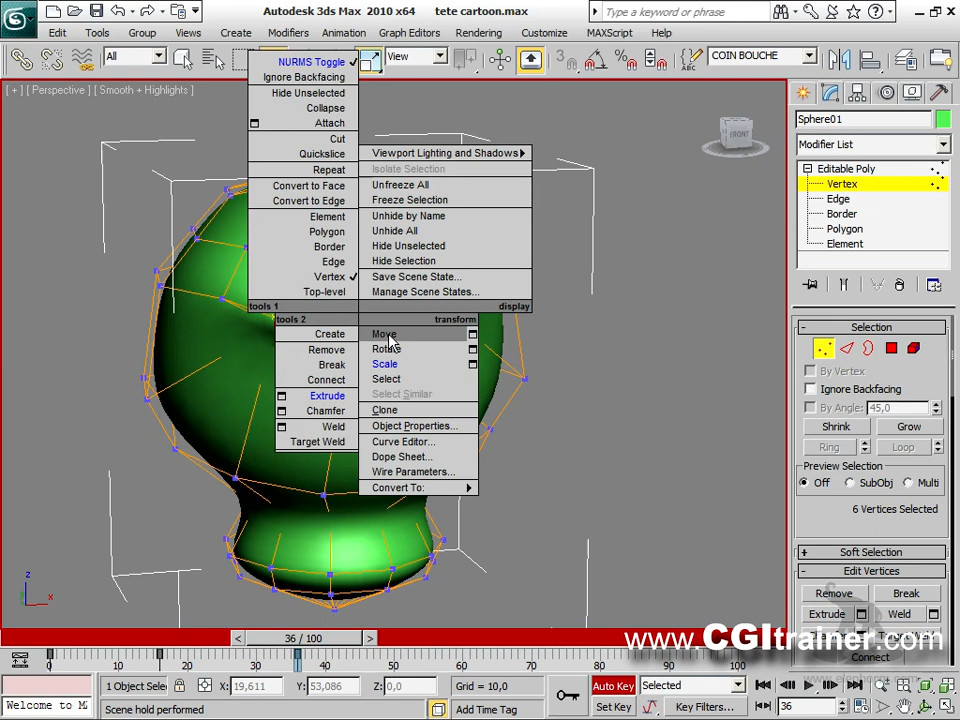 Autodesk 3ds Max 2010 x64 tete cartoon.max
Type a keyword or phrase
Edit Tools Group Views Create Modifiers Animation Graph Editors Rendering Customize MAXScript Help
All View COIN BOUCHE
[ + ] [ Perspective ] [ Smooth + Highlights ]
FRONT
NURMS Toggle
Ignore Backfacing
Hide Unselected
Collapse
Attach
Cut
Quickslice
Repeat
Convert to Face
Convert to Edge
Element
Polygon
Border
Edge
Vertex
Top-level
tools 1
Viewport Lighting and Shadows
Isolate Selection
Unfreeze All
Freeze Selection
Unhide by Name
Unhide All
Hide Unselected
Hide Selection
Save Scene State...
Manage Scene States...
display
tools 2
Create
Remove
Break
Connect
Extrude
Chamfer
Weld
Target Weld
transform
Move
Rotate
Scale
Select
Select Similar
Clone
Object Properties...
Curve Editor...
Dope Sheet...
Wire Parameters...
Convert To:
Sphere01
Modifier List
Editable Poly
Vertex
Edge
Border
Polygon
Element
- Selection
By Vertex
Ignore Backfacing
By Angle: 45,0
Shrink Grow
Ring Loop
Preview Selection
Off SubObj Multi
6 Vertices Selected
+ Soft Selection
- Edit Vertices
Remove Break
Extrude Weld
Target Weld
Connect
z
x
www.CGItrainer.com
< 36 / 100 >
0 10 20 30 40 50 60 70 80 90 100
1 Object Sele X: 19,611 Y: 53,086 Z: 0,0 Grid = 10,0 Auto Key Selected
Welcome to M Scene hold performed Add Time Tag Set Key Key Filters... 36